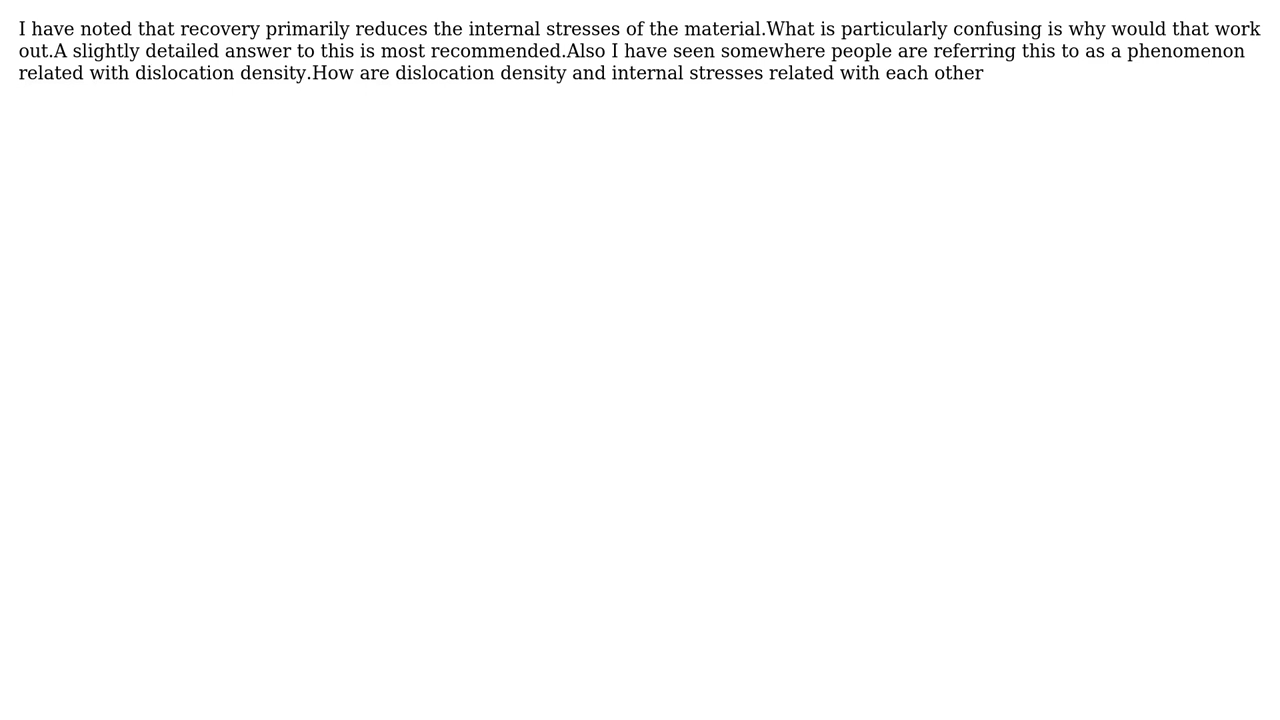 I have noted that recovery primarily reduces the internal stresses of the material.What is particularly confusing is why would that work
out.A slightly detailed answer to this is most recommended.Also I have seen somewhere people are referring this to as a phenomenon
related with dislocation density.How are dislocation density and internal stresses related with each other